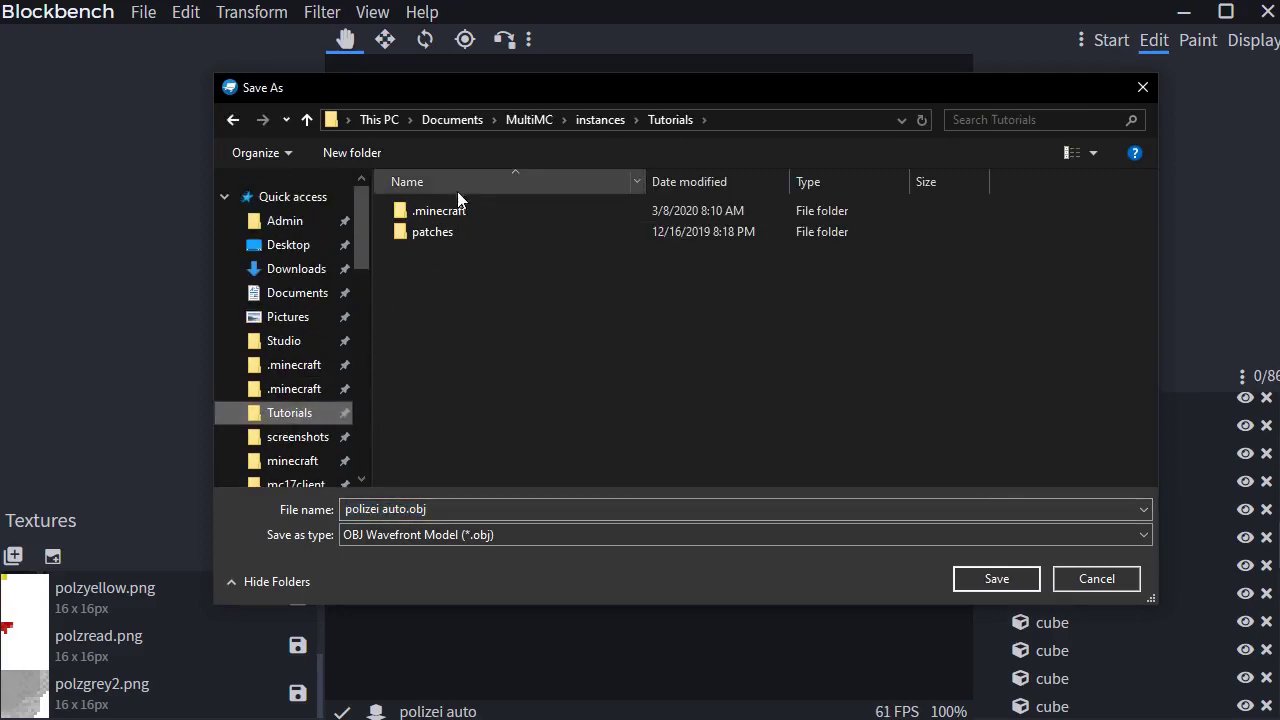 Blockbench File Edit Transform Filter View Help
Start Edit Paint Display
Save As
This PC Documents MultiMC instances Tutorials
Search Tutorials
Organize New folder
Name Date modified Type Size
Quick access
Admin
Desktop
Downloads
Documents
Pictures
Studio
.minecraft
.minecraft
Tutorials
screenshots
minecraft
mc17client
.minecraft 3/8/2020 8:10 AM File folder
patches 12/16/2019 8:18 PM File folder
0/86
File name: polizei auto.obj
Save as type: OBJ Wavefront Model (*.obj)
Hide Folders
Save
Cancel
Textures
polzyellow.png
16 x 16px
polzread.png
16 x 16px
polzgrey2.png
16 x 16px
cube
cube
cube
cube
polizei auto
61 FPS 100%